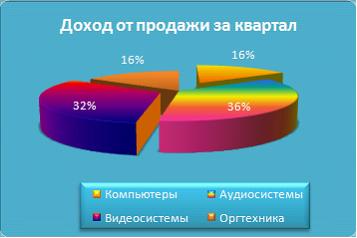 Доход от продажи за квартал
16%
16%
32%
36%
Компьютеры Аудиосистемы
Видеосистемы Оргтехника